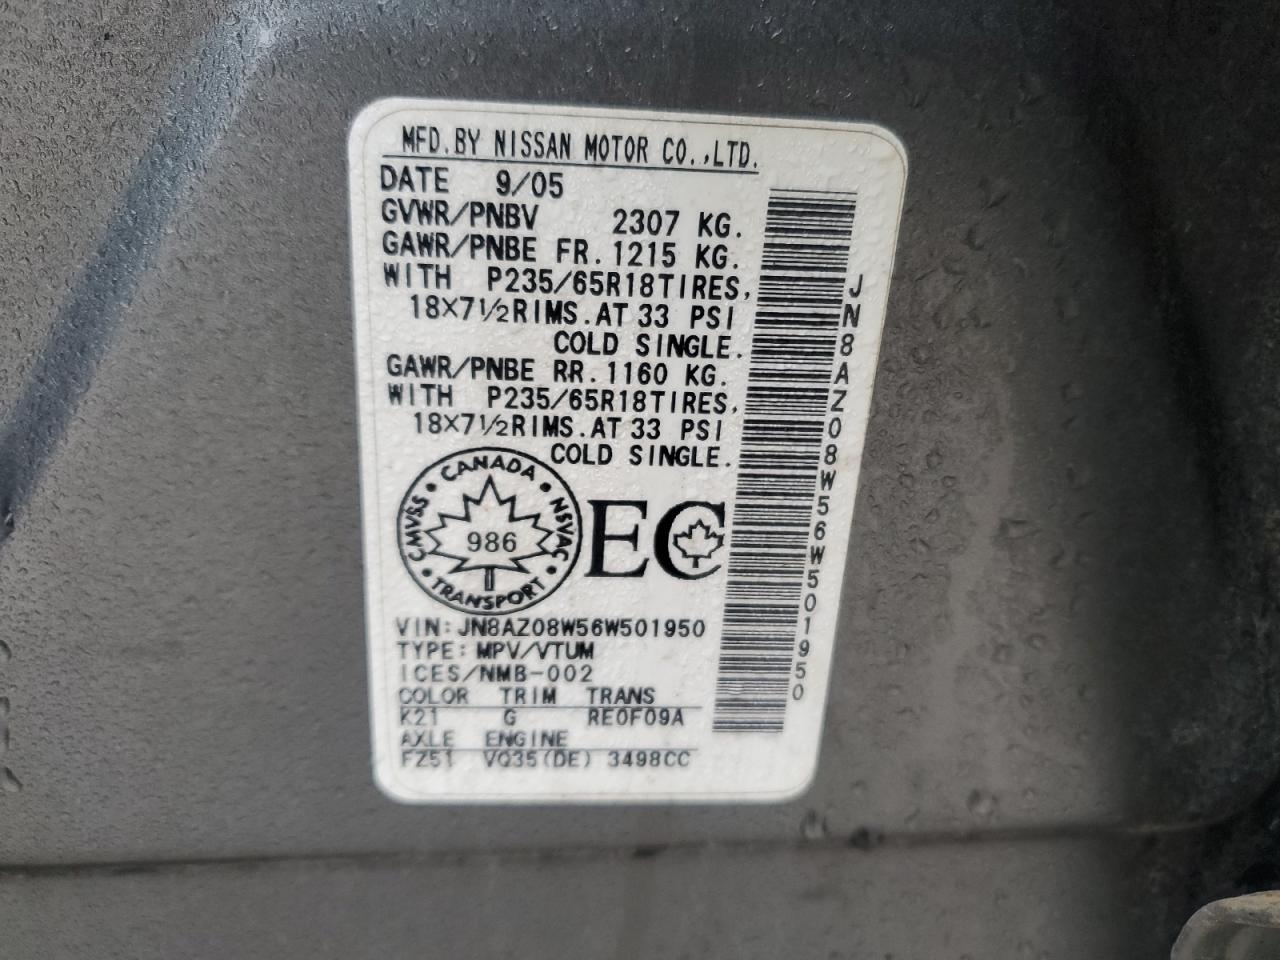 MFD.BY NISSAN MOTOR CO.,LTD.
DATE 9/05
GVWR/PNBV 2307 KG.
GAWR/PNBE FR.1215 KG.
WITH P235/65R18TIRES,
18X7½RIMS.AT 33 PSI
COLD SINGLE.
GAWR/PNBE RR.1160 KG.
WITH P235/65R18TIRES,
18X7½RIMS.AT 33 PSI
COLD SINGLE.
CMVSS • CANADA • NSVAC • TRANSPORT •
986
EC
VIN:JN8AZ08W56W501950
TYPE:MPV/VTUM
ICES/NMB-002
COLOR TRIM TRANS
K21 G RE0F09A
AXLE ENGINE
FZ51 VQ35(DE) 3498CC
JN8AZ08W56W501950